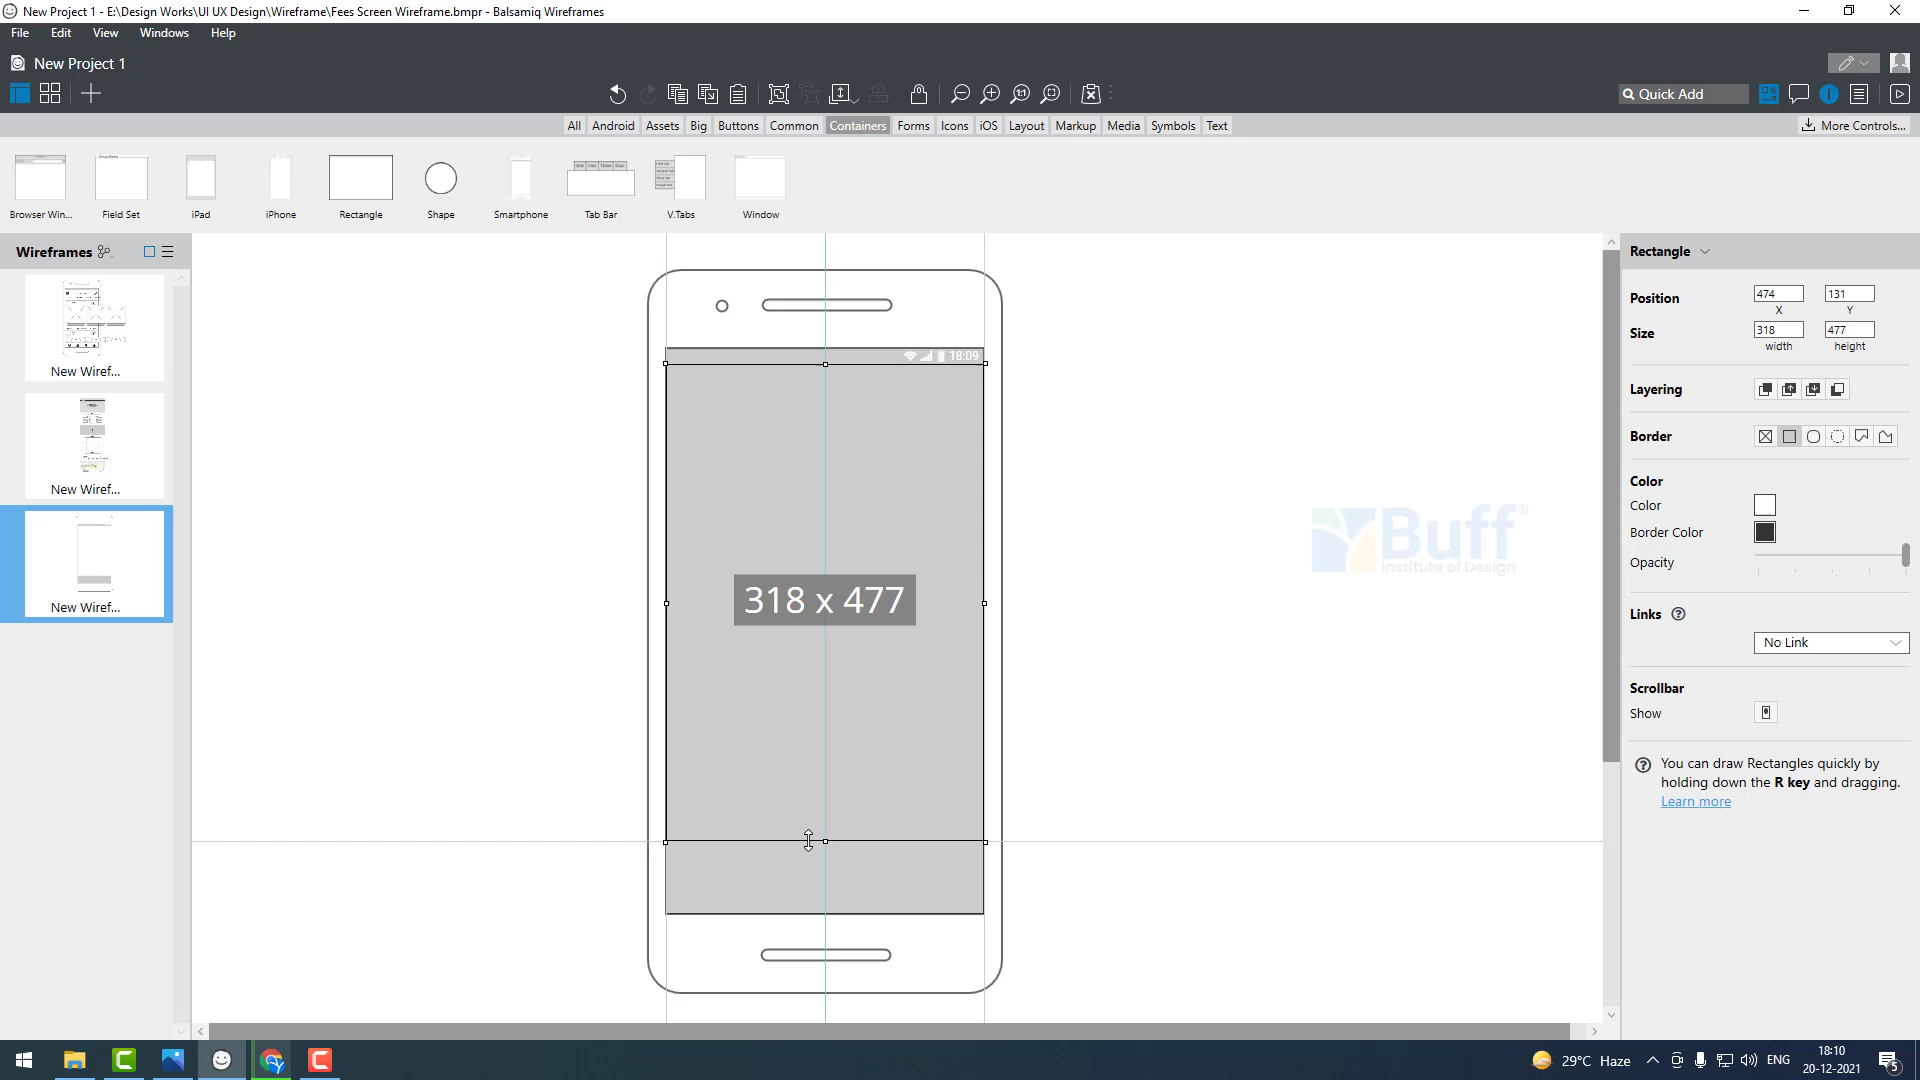 New Project 1 - E:\Design Works\UI UX Design\Wireframe\Fees Screen Wireframe.bmpr - Balsamiq Wireframes
File Edit View Windows Help
New Project 1
Quick Add
All Android Assets Big Buttons Common Containers Forms Icons iOS Layout Markup Media Symbols Text
More Controls...
Browser Win... Field Set iPad iPhone Rectangle Shape Smartphone Tab Bar V.Tabs Window
Wireframes
New Wiref...
New Wiref...
New Wiref...
18:09
318 x 477
Buff®
Institute of Design
Rectangle
Position 474 131
X Y
Size 318 477
width height
Layering
Border
Color
Color
Border Color
Opacity
Links
No Link
Scrollbar
Show
You can draw Rectangles quickly by
holding down the R key and dragging.
Learn more
29°C Haze
ENG
18:10
20-12-2021
5